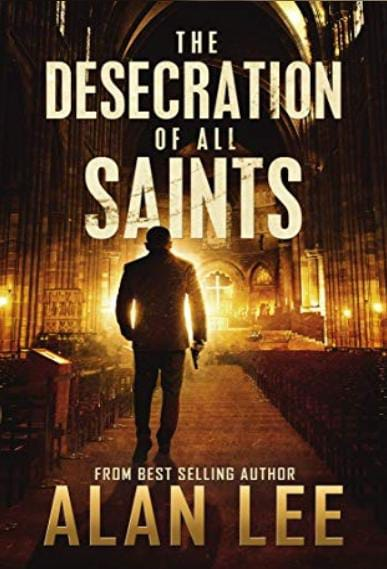 THE
DESECRATION
OF ALL
SAINTS
FROM BEST SELLING AUTHOR
ALAN LEE